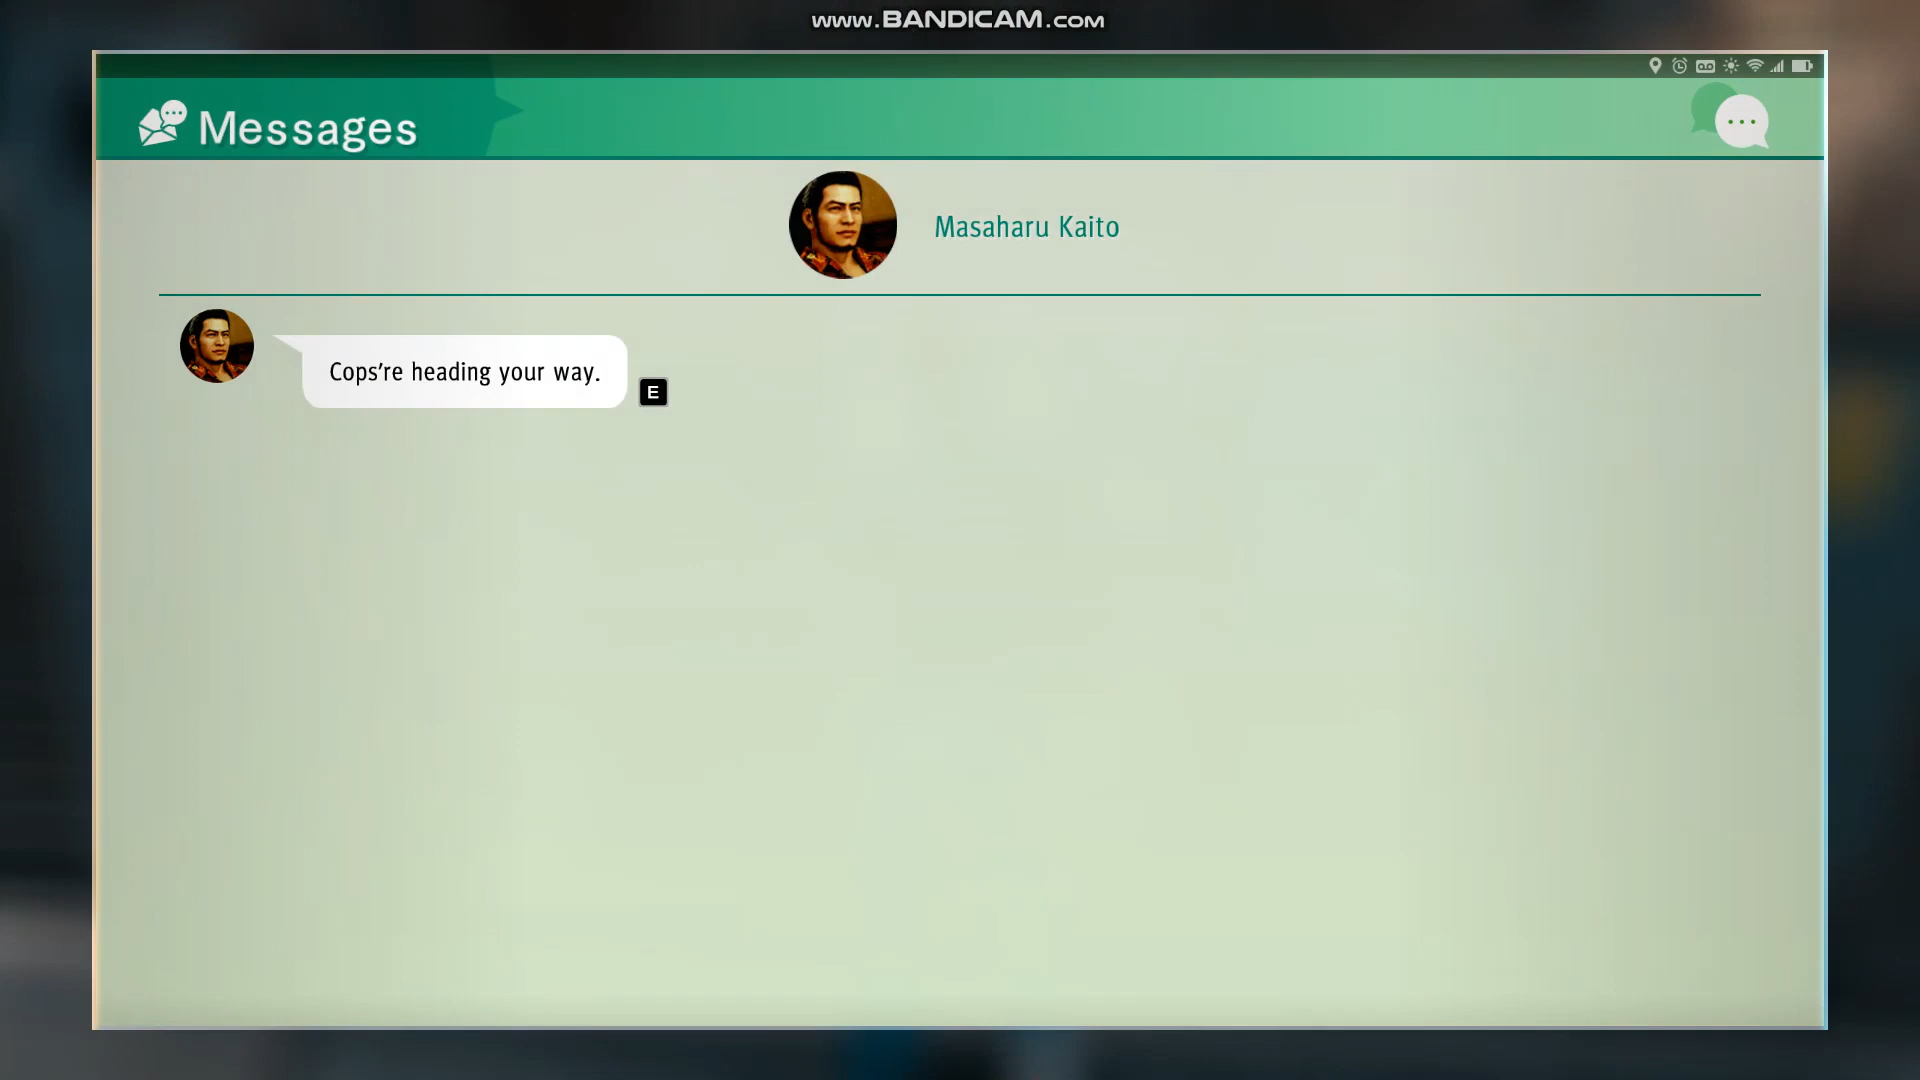 www.BANDICAM.com
Messages
Masaharu Kaito
Cops're heading your way.
E